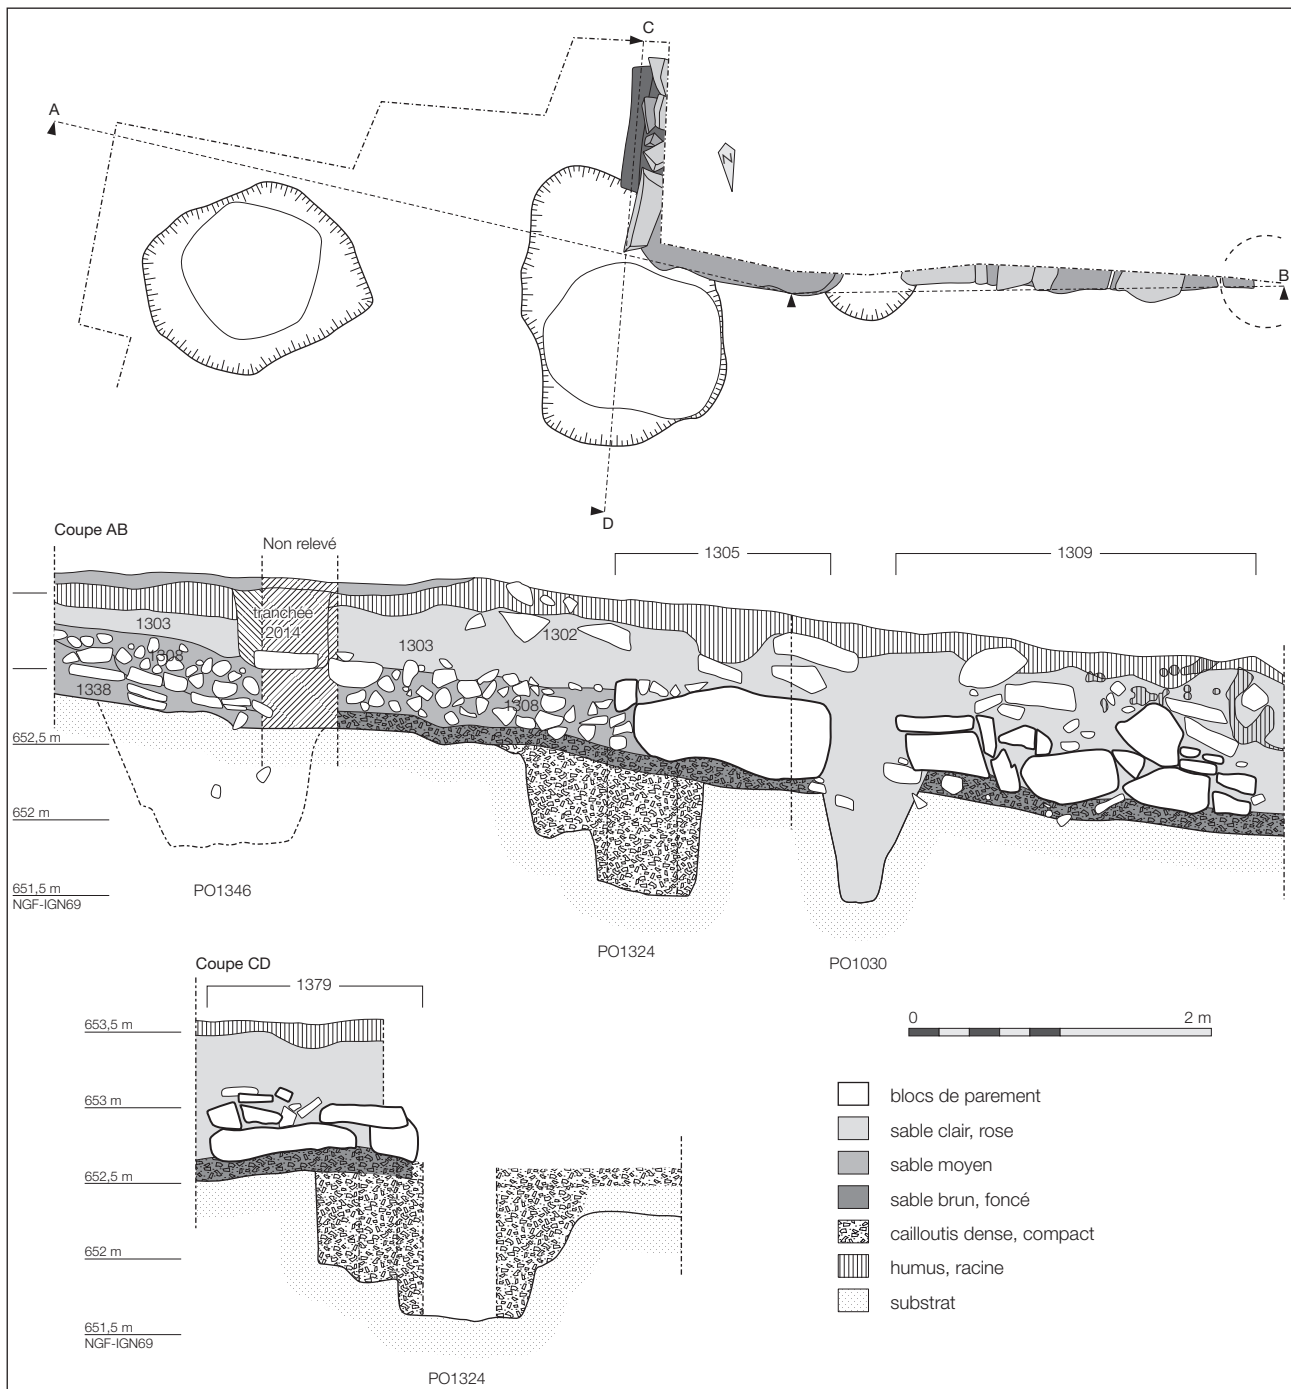 C
A
N
B
D
Coupe AB
Non relevé
1305
1309
tranchée
2014
1303
1302
1303
1308
1338
1308
652,5 m
652 m
651,5 m
NGF-IGN69
PO1346
PO1324
PO1030
Coupe CD
1379
653,5 m
0 2 m
653 m
blocs de parement
sable clair, rose
sable moyen
652,5 m
sable brun, foncé
cailloutis dense, compact
652 m
humus, racine
substrat
651,5 m
NGF-IGN69
PO1324